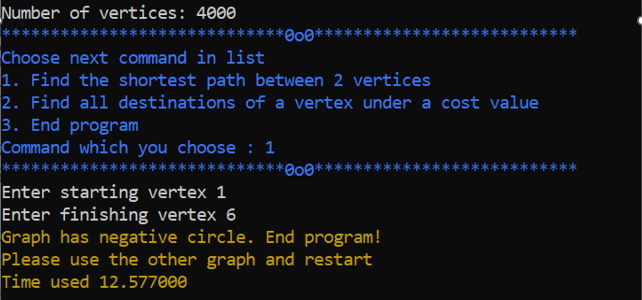 Number of vertices: 4000
*****************************0o0***************************
Choose next command in list
1. Find the shortest path between 2 vertices
2. Find all destinations of a vertex under a cost value
3. End program
Command which you choose : 1
*****************************0o0***************************
Enter starting vertex 1
Enter finishing vertex 6
Graph has negative circle. End program!
Please use the other graph and restart
Time used 12.577000